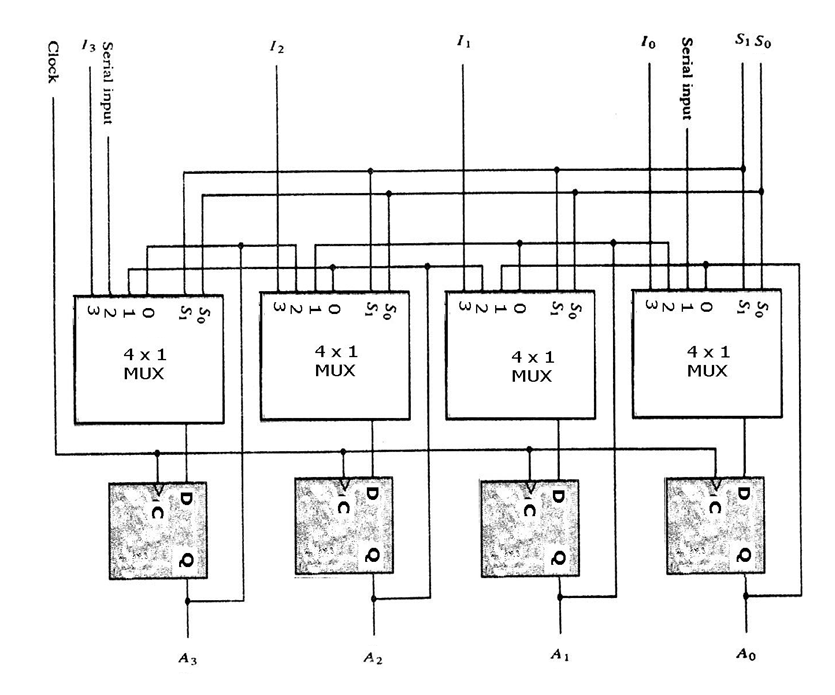 Clock
I3
Serial input
I2
I1
I0
Serial input
S1 S0
3 2 1 0 S1 S0
4 x 1
MUX
3 2 1 0 S1 S0
4 x 1
MUX
3 2 1 0 S1 S0
4 x 1
MUX
3 2 1 0 S1 S0
4 x 1
MUX
C D Q
C D Q
C D Q
C D Q
A3
A2
A1
A0